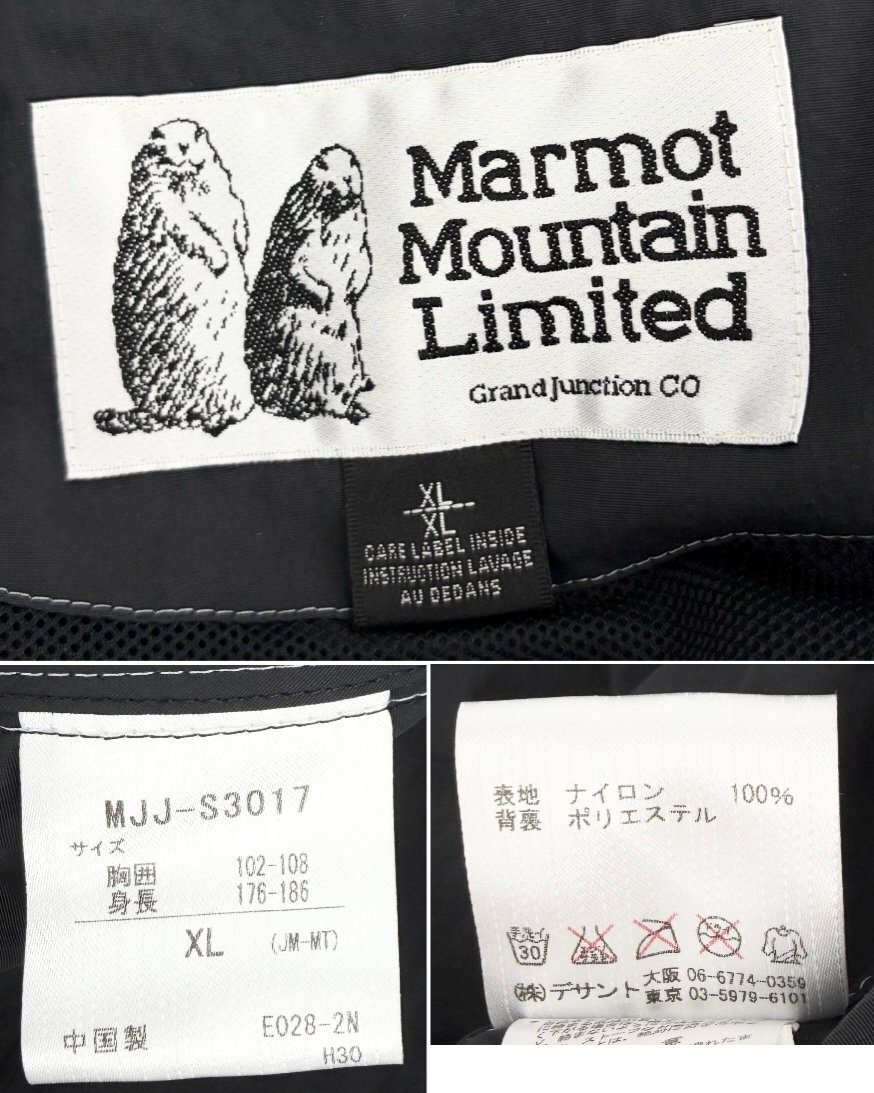 Marmot
Mountain
Limited
Grand Junction CO
XL
XL
CARE LABEL INSIDE
INSTRUCTION LAVAGE
AU DEDANS
MJJ-S3017
サイズ
胸囲 102-108
身長 176-186
XL (JM-MT)
中国製 E028-2N
H30
表地 ナイロン 100%
背裏 ポリエステル
手洗イ
30
(株)デサント 大阪 06-6774-0359
東京 03-5979-6101